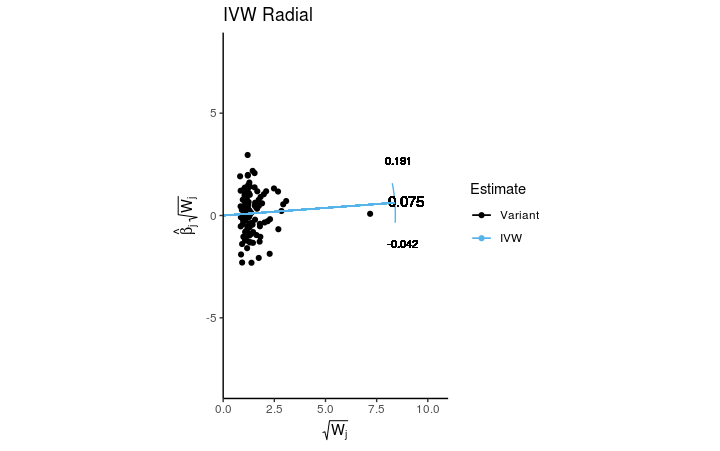 IVW Radial
5
0.191
0.075
0
-0.042
-5
β̂j√Wj
0.0 2.5 5.0 7.5 10.0
√Wj
Estimate
Variant
IVW